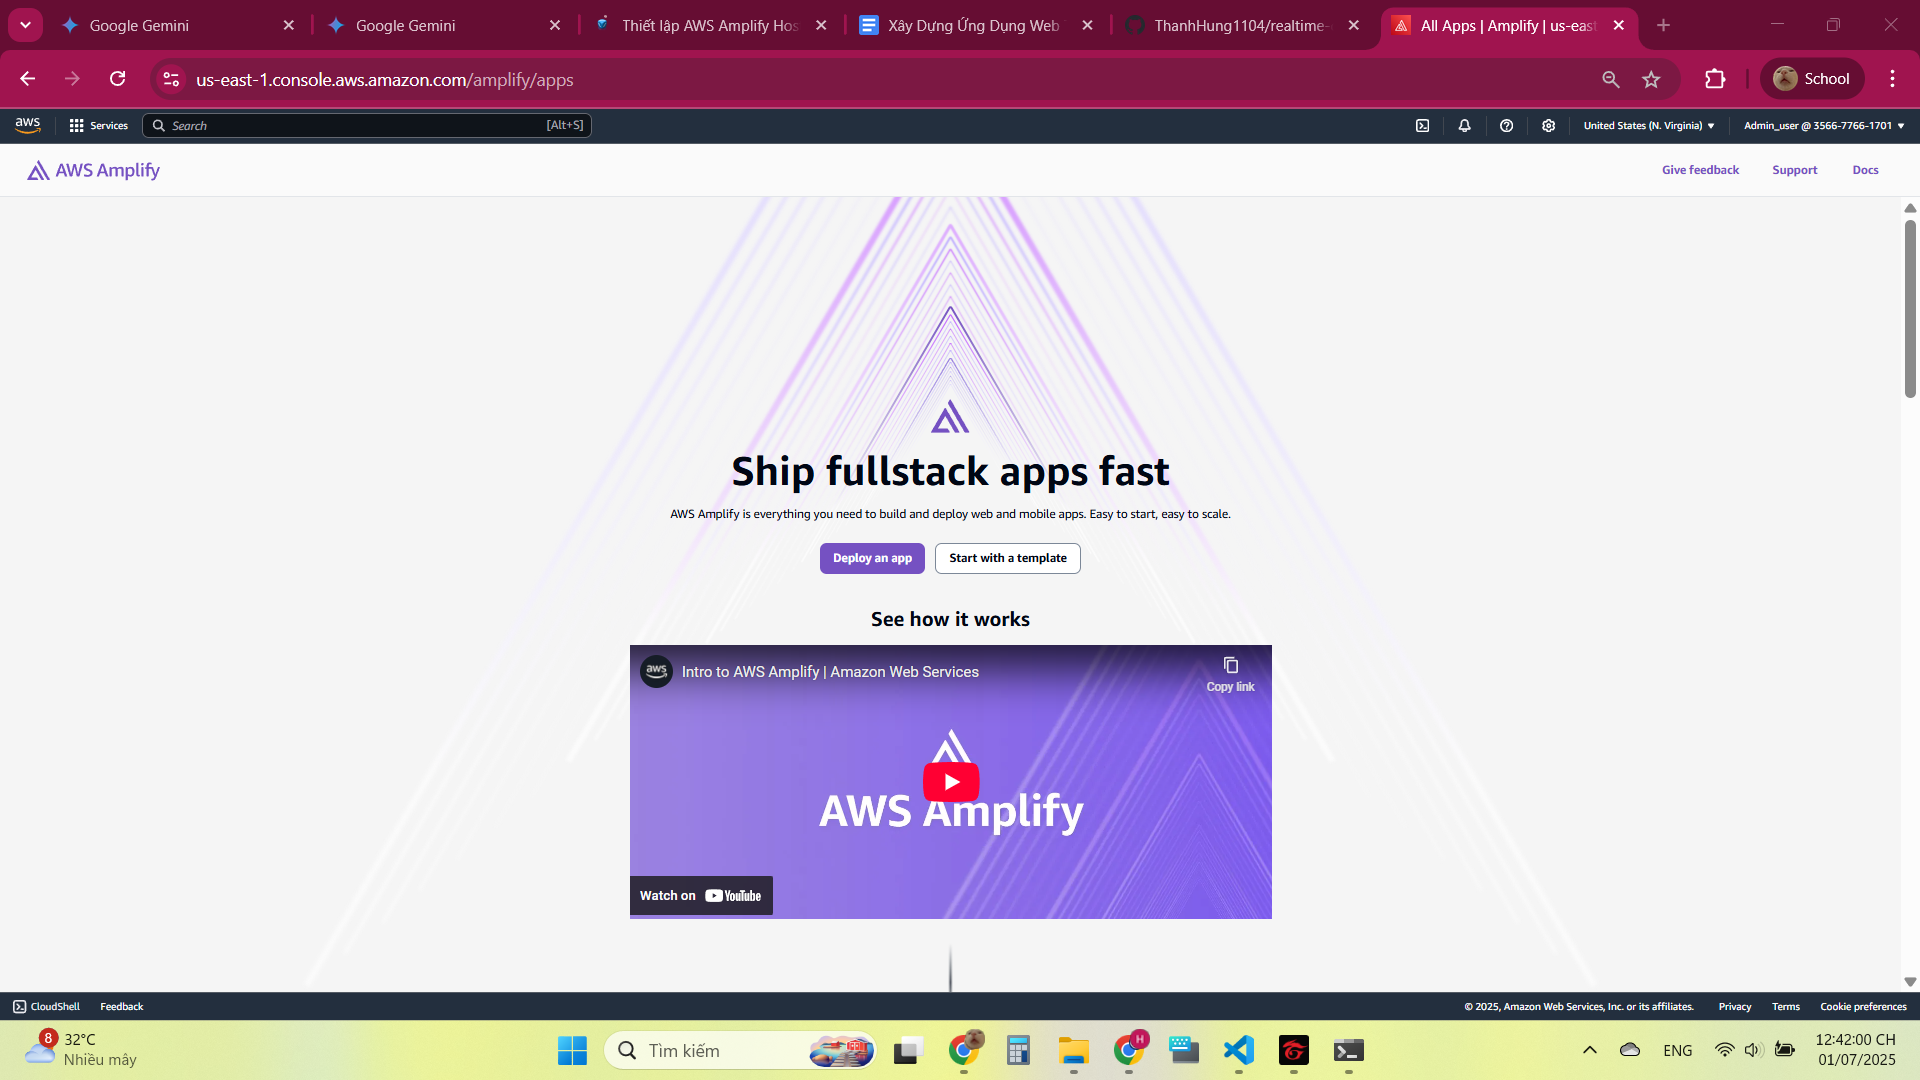 Google Gemini
Google Gemini
Thiết lập AWS Amplify Hos
Xây Dựng Ứng Dụng Web
ThanhHung1104/realtime-
All Apps | Amplify | us-east
us-east-1.console.aws.amazon.com/amplify/apps
School
aws
Services
Search
[Alt+S]
United States (N. Virginia)
Admin_user @ 3566-7766-1701
AWS Amplify
Give feedback
Support
Docs
Ship fullstack apps fast
AWS Amplify is everything you need to build and deploy web and mobile apps. Easy to start, easy to scale.
Deploy an app
Start with a template
See how it works
aws
Intro to AWS Amplify | Amazon Web Services
Copy link
AWS Amplify
Watch on YouTube
CloudShell
Feedback
© 2025, Amazon Web Services, Inc. or its affiliates.
Privacy
Terms
Cookie preferences
8
32°C
Nhiều mây
Tìm kiếm
H
ENG
12:42:00 CH
01/07/2025